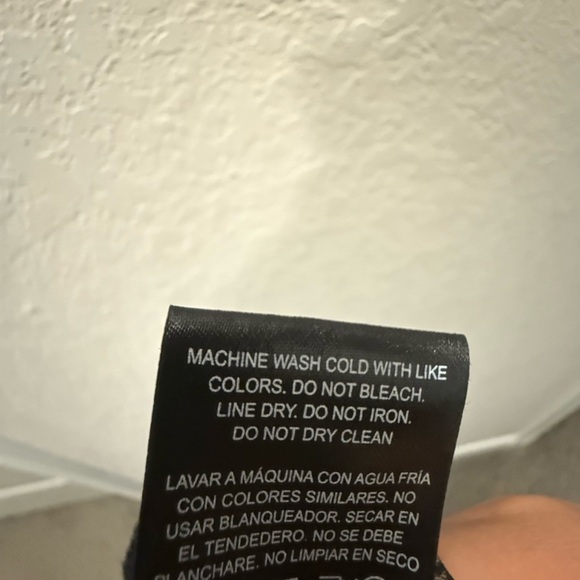 MACHINE WASH COLD WITH LIKE
COLORS. DO NOT BLEACH.
LINE DRY. DO NOT IRON.
DO NOT DRY CLEAN
LAVAR A MÁQUINA CON AGUA FRÍA
CON COLORES SIMILARES. NO
USAR BLANQUEADOR. SECAR EN
EL TENDEDERO. NO SE DEBE
PLANCHARE. NO LIMPIAR EN SECO